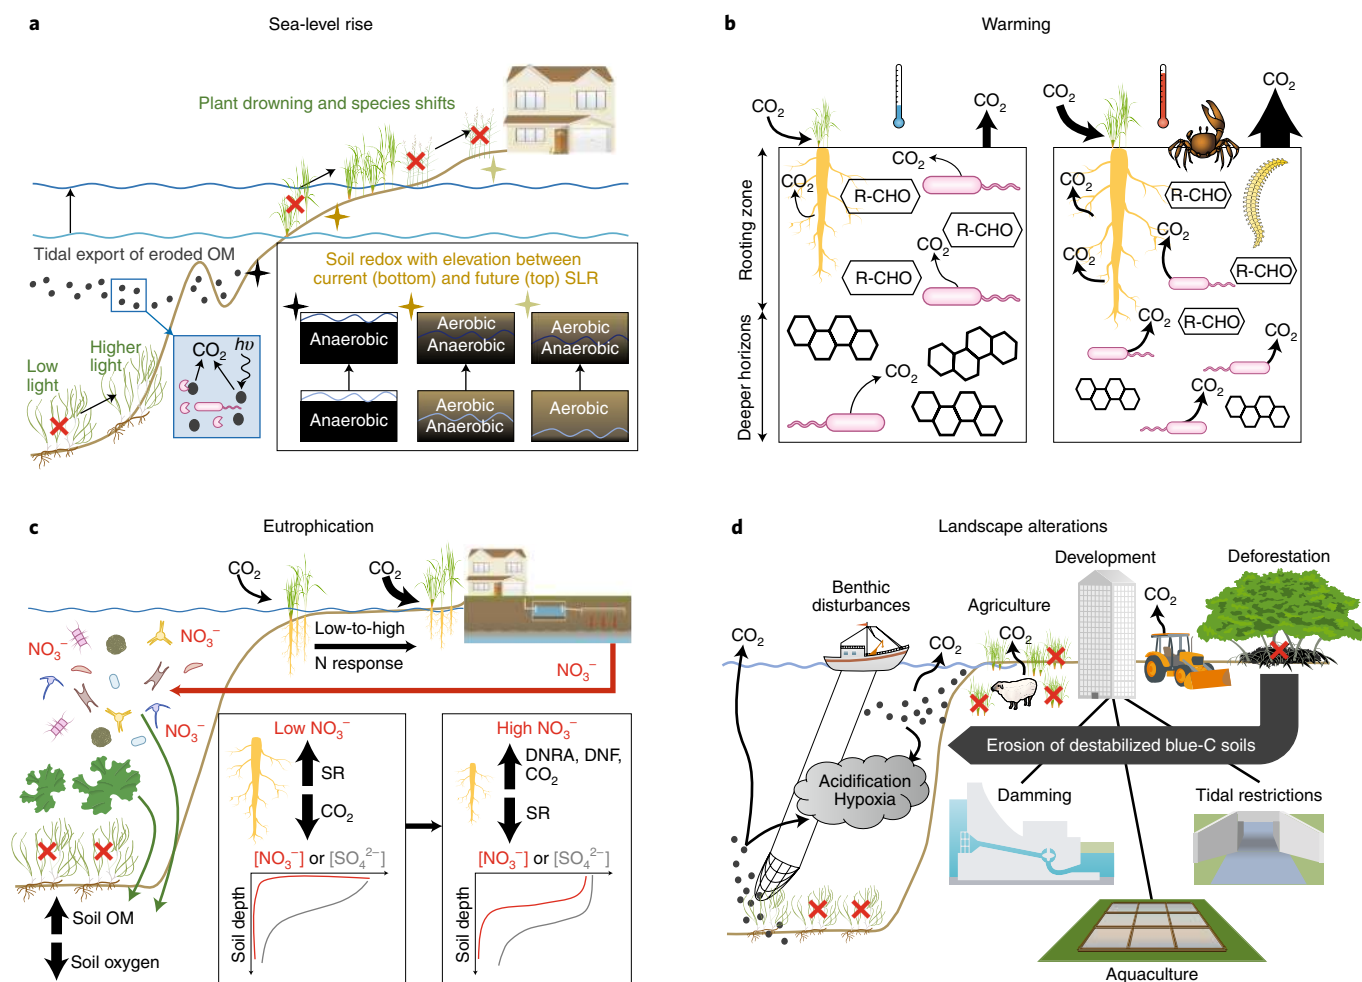 a
Sea-level rise
Plant drowning and species shifts
Tidal export of eroded OM
Low
light
Higher
light
CO2
hυ
Soil redox with elevation between
current (bottom) and future (top) SLR
Anaerobic
Aerobic
Anaerobic
Aerobic
Anaerobic
Anaerobic
Aerobic
Anaerobic
Aerobic
b
Warming
Rooting zone
Deeper horizons
CO2
CO2
CO2
CO2
R-CHO
R-CHO
CO2
R-CHO
CO2
CO2
CO2
CO2
R-CHO
CO2
CO2
R-CHO
CO2
R-CHO
CO2
CO2
c
Eutrophication
CO2
CO2
Low-to-high
N response
NO3−
NO3−
NO3−
NO3−
Soil OM
Soil oxygen
Low NO3−
SR
CO2
[NO3−] or [SO42−]
Soil depth
High NO3−
DNRA, DNF,
CO2
SR
[NO3−] or [SO42−]
Soil depth
d
Landscape alterations
Development
Deforestation
Benthic
disturbances
Agriculture
CO2
CO2
CO2
CO2
Erosion of destabilized blue-C soils
Acidification
Hypoxia
Damming
Tidal restrictions
Aquaculture